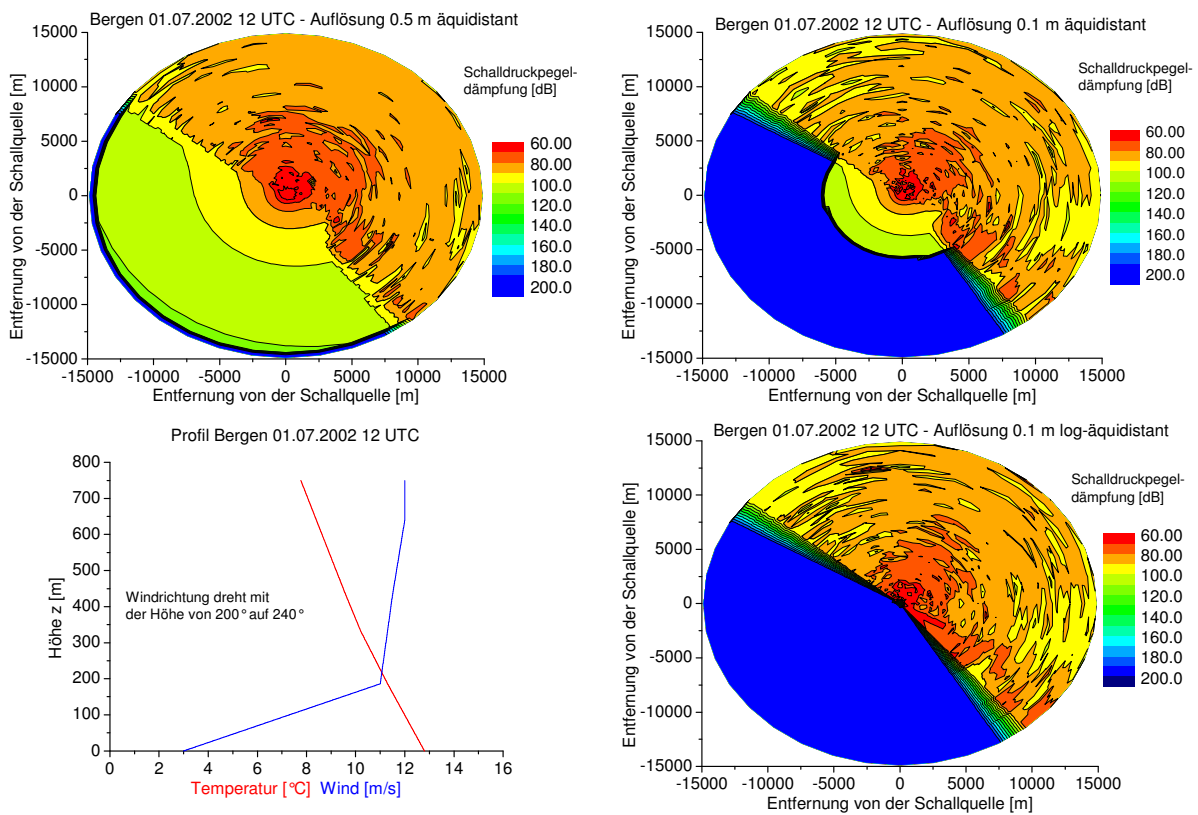 Bergen 01.07.2002 12 UTC - Auflösung 0.5 m äquidistant
15000
10000
5000
0
-5000
-10000
-15000
Entfernung von der Schallquelle [m]
-15000 -10000 -5000 0 5000 10000 15000
Entfernung von der Schallquelle [m]
Schalldruckpegel-
dämpfung [dB]
60.00
80.00
100.0
120.0
140.0
160.0
180.0
200.0
Bergen 01.07.2002 12 UTC - Auflösung 0.1 m äquidistant
15000
10000
5000
0
-5000
-10000
-15000
Entfernung von der Schallquelle [m]
-15000 -10000 -5000 0 5000 10000 15000
Entfernung von der Schallquelle [m]
Schalldruckpegel-
dämpfung [dB]
60.00
80.00
100.0
120.0
140.0
160.0
180.0
200.0
Profil Bergen 01.07.2002 12 UTC
800
700
600
500
400
300
200
100
0
Höhe z [m]
Windrichtung dreht mit
der Höhe von 200° auf 240°
0 2 4 6 8 10 12 14 16
Temperatur [°C] Wind [m/s]
Bergen 01.07.2002 12 UTC - Auflösung 0.1 m log-äquidistant
15000
10000
5000
0
-5000
-10000
-15000
Entfernung von der Schallquelle [m]
-15000 -10000 -5000 0 5000 10000 15000
Entfernung von der Schallquelle [m]
Schalldruckpegel-
dämpfung [dB]
60.00
80.00
100.0
120.0
140.0
160.0
180.0
200.0